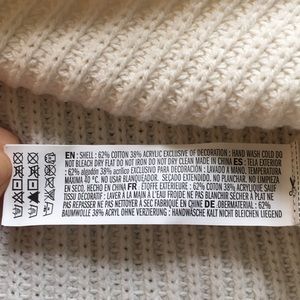 EN : SHELL : 62% COTTON 38% ACRYLIC EXCLUSIVE OF DECORATION : HAND WASH COLD DO
NOT BLEACH DRY FLAT DO NOT IRON DO NOT DRY CLEAN MADE IN CHINA ES : TELA EXTERIOR
: 62% algodón 38% acrílico EXCLUSIVO DE DECORACIÓN : LAVADO A MANO, TEMPERATURA
MÁXIMA 40 °C. NO USAR BLANQUEADOR. SECADO EXTENDIDO. NO PLANCHAR. NO LIMPIEZA EN
EN SECO, HECHO EN CHINA FR : ÉTOFFE EXTÉRIEURE : 62% COTON 38% ACRYLIQUE SAUF
TISSU DÉCORATIF : LAVER À LA MAIN À L'EAU NE PAS BLANCHIR SÉCHER À PLAT NE
PAS REPASSER NE PAS NETTOYER À SEC FABRIQUÉ EN CHINE DE : OBERMATERIAL : 62%
BAUMWOLLE 38% ACRYL OHNE VERZIERUNG : HANDWÄSCHE KALT NICHT BLEICHEN LIEGEND